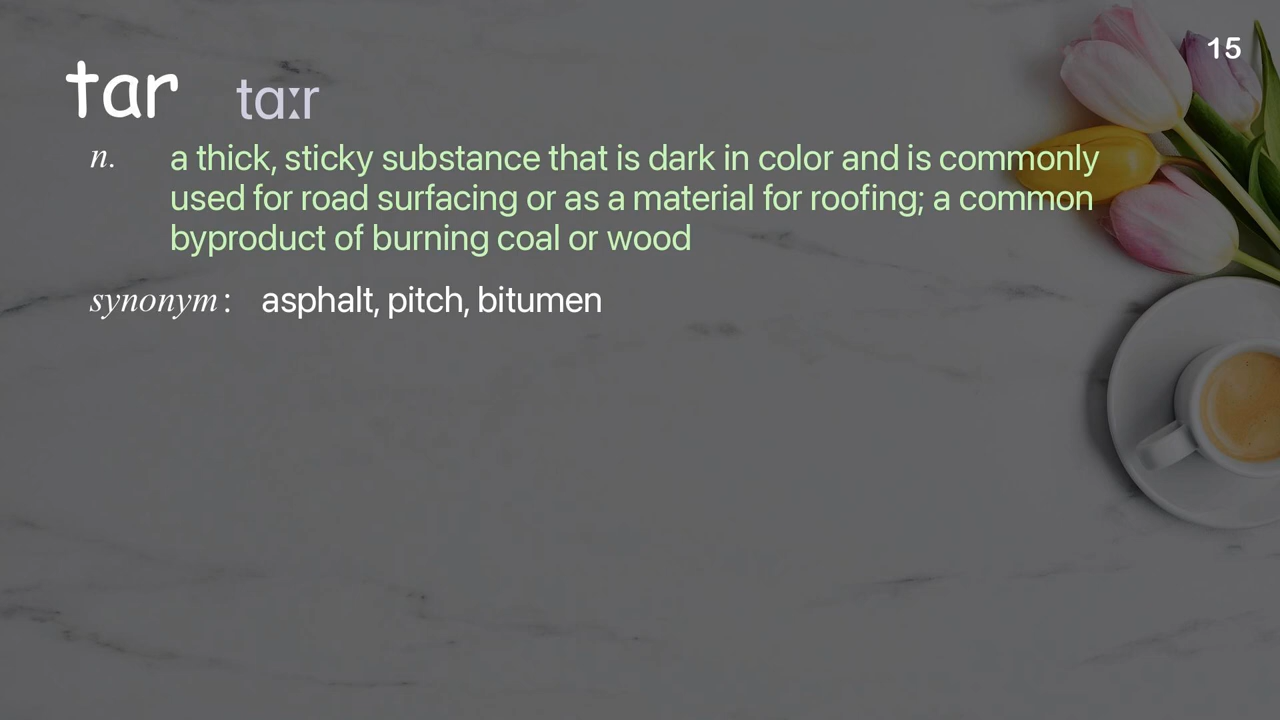 15
tar tɑːr
n. a thick, sticky substance that is dark in color and is commonly
used for road surfacing or as a material for roofing; a common
byproduct of burning coal or wood
synonym: asphalt, pitch, bitumen